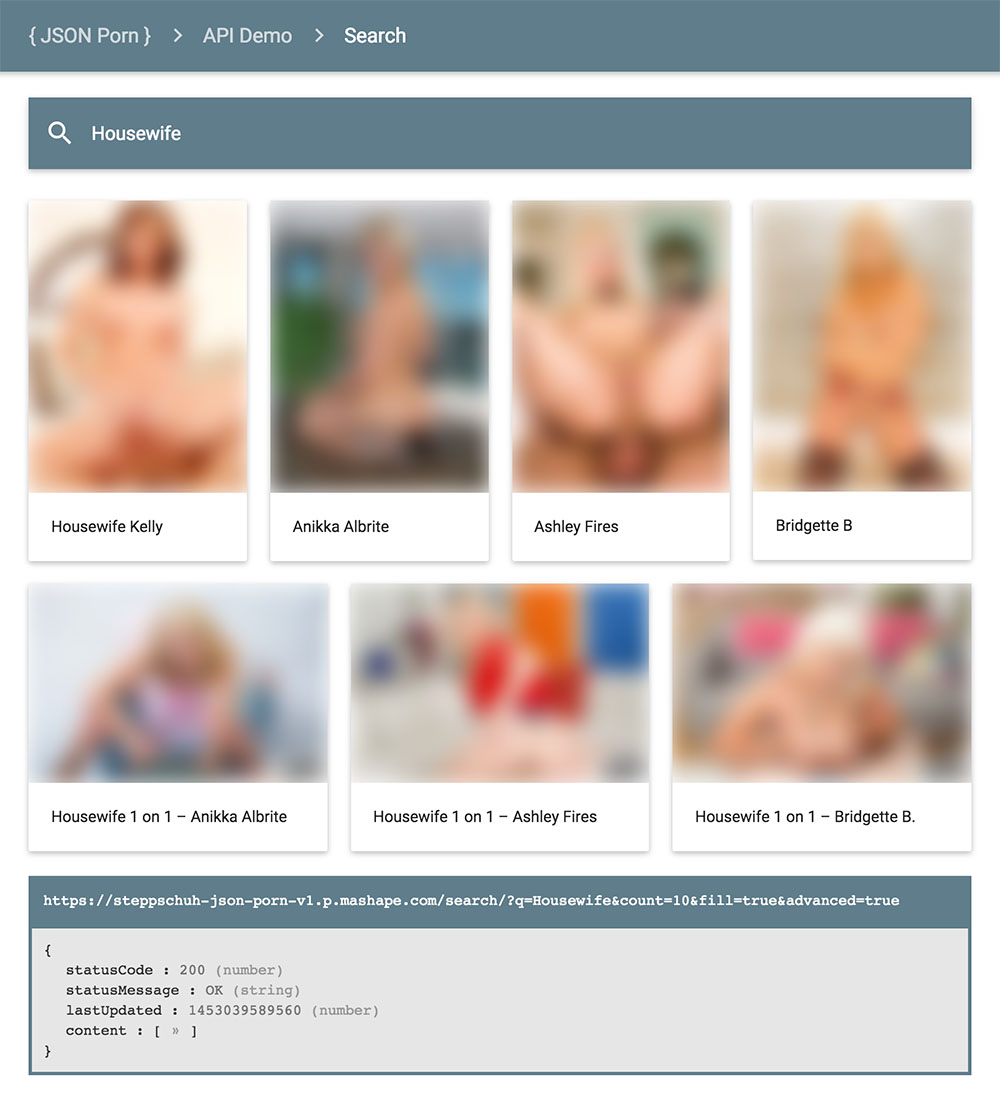 { JSON Porn } > API Demo > Search
Housewife
Housewife Kelly
Anikka Albrite
Ashley Fires
Bridgette B
Housewife 1 on 1 – Anikka Albrite
Housewife 1 on 1 – Ashley Fires
Housewife 1 on 1 – Bridgette B.
https://steppschuh-json-porn-v1.p.mashape.com/search/?q=Housewife&count=10&fill=true&advanced=true
{
statusCode : 200 (number)
statusMessage : OK (string)
lastUpdated : 1453039589560 (number)
content : [ » ]
}